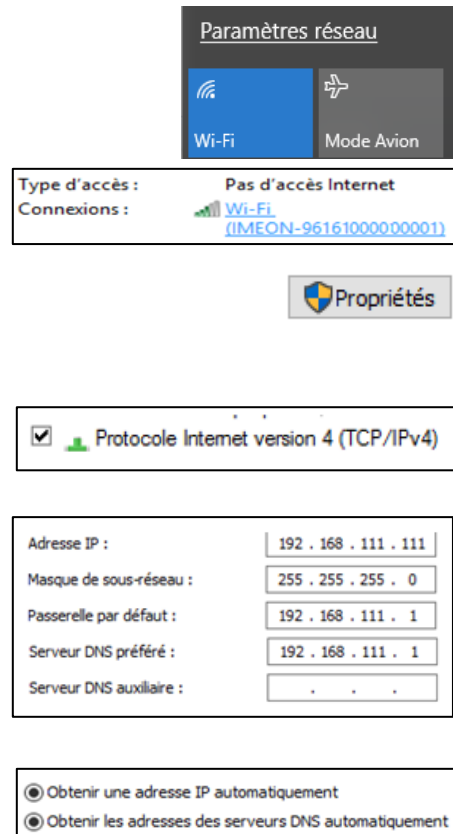 Paramètres réseau
Wi-Fi Mode Avion
Type d'accès : Pas d'accès Internet
Connexions : Wi-Fi
(IMEON-96161000000001)
Propriétés
Protocole Internet version 4 (TCP/IPv4)
Adresse IP : 192 . 168 . 111 . 111
Masque de sous-réseau : 255 . 255 . 255 . 0
Passerelle par défaut : 192 . 168 . 111 . 1
Serveur DNS préféré : 192 . 168 . 111 . 1
Serveur DNS auxiliaire : . . .
Obtenir une adresse IP automatiquement
Obtenir les adresses des serveurs DNS automatiquement